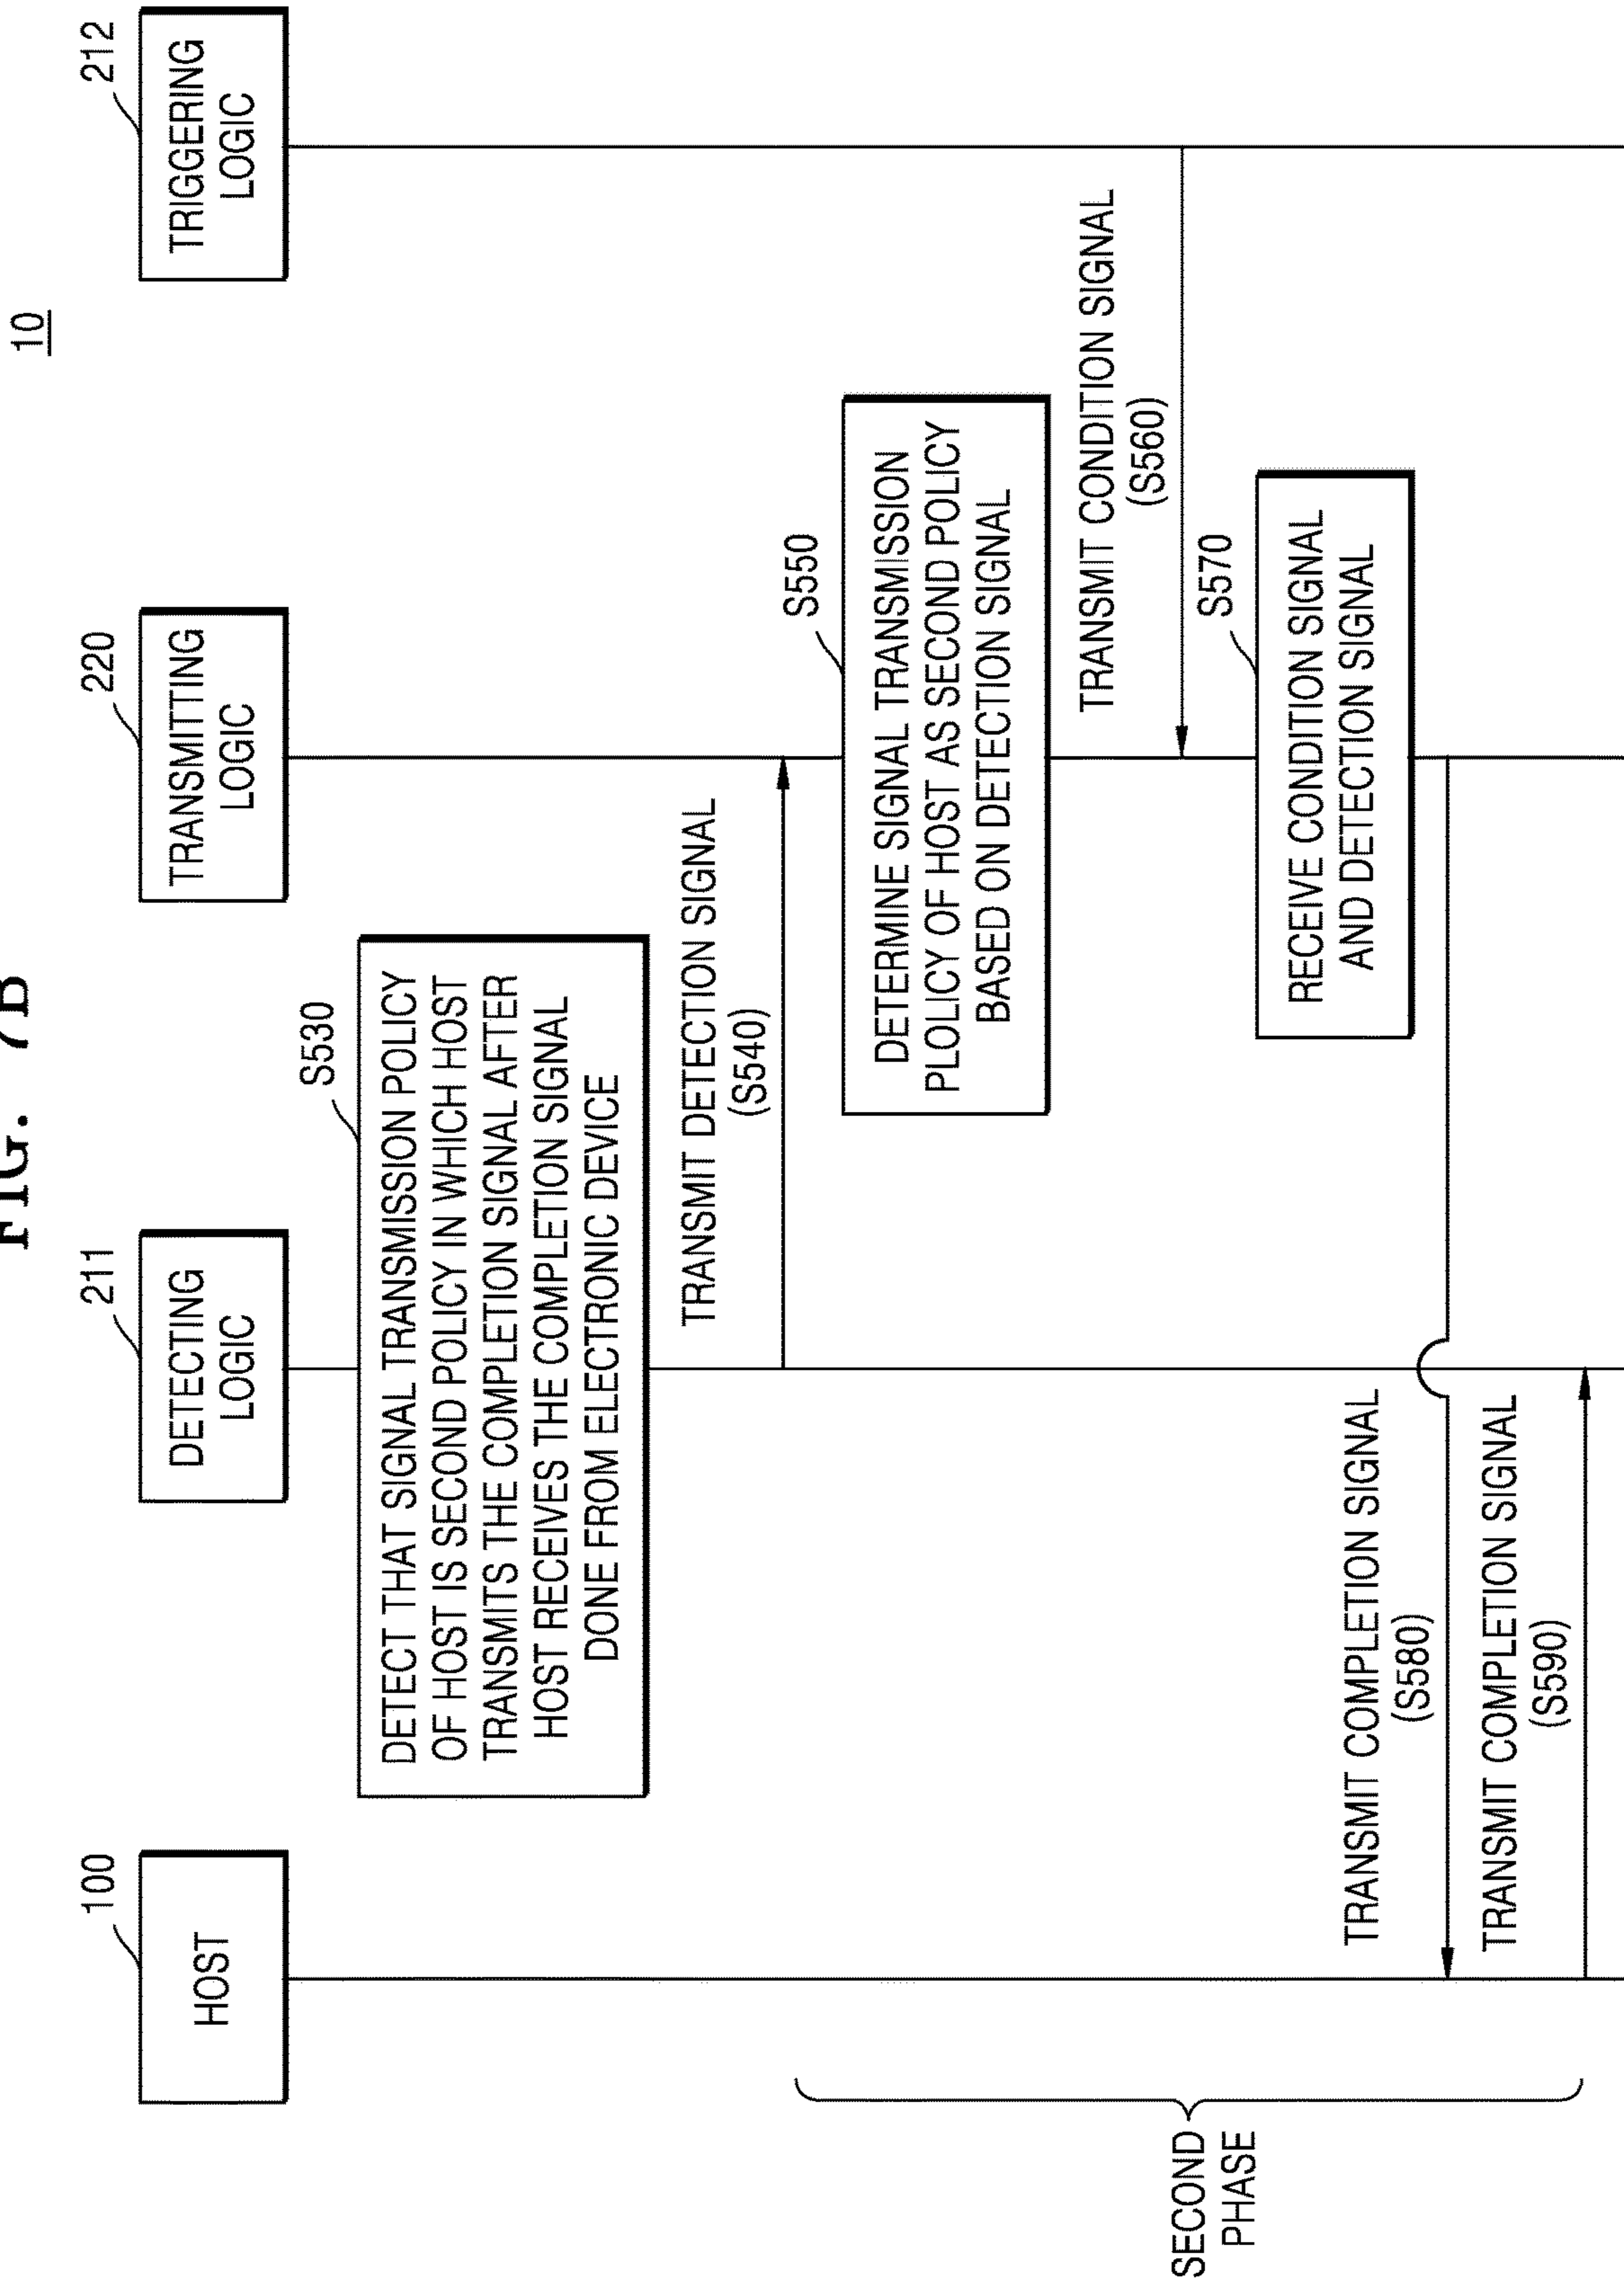 FIG. 7B
10
100
HOST
211
DETECTING
LOGIC
220
TRANSMITTING
LOGIC
212
TRIGGERING
LOGIC
S530
DETECT THAT SIGNAL TRANSMISSION POLICY
OF HOST IS SECOND POLICY IN WHICH HOST
TRANSMITS THE COMPLETION SIGNAL AFTER
HOST RECEIVES THE COMPLETION SIGNAL
DONE FROM ELECTRONIC DEVICE
TRANSMIT DETECTION SIGNAL
(S540)
S550
DETERMINE SIGNAL TRANSMISSION
PLOLICY OF HOST AS SECOND POLICY
BASED ON DETECTION SIGNAL
TRANSMIT CONDITION SIGNAL
(S560)
S570
RECEIVE CONDITION SIGNAL
AND DETECTION SIGNAL
SECOND
PHASE
TRANSMIT COMPLETION SIGNAL
(S580)
TRANSMIT COMPLETION SIGNAL
(S590)